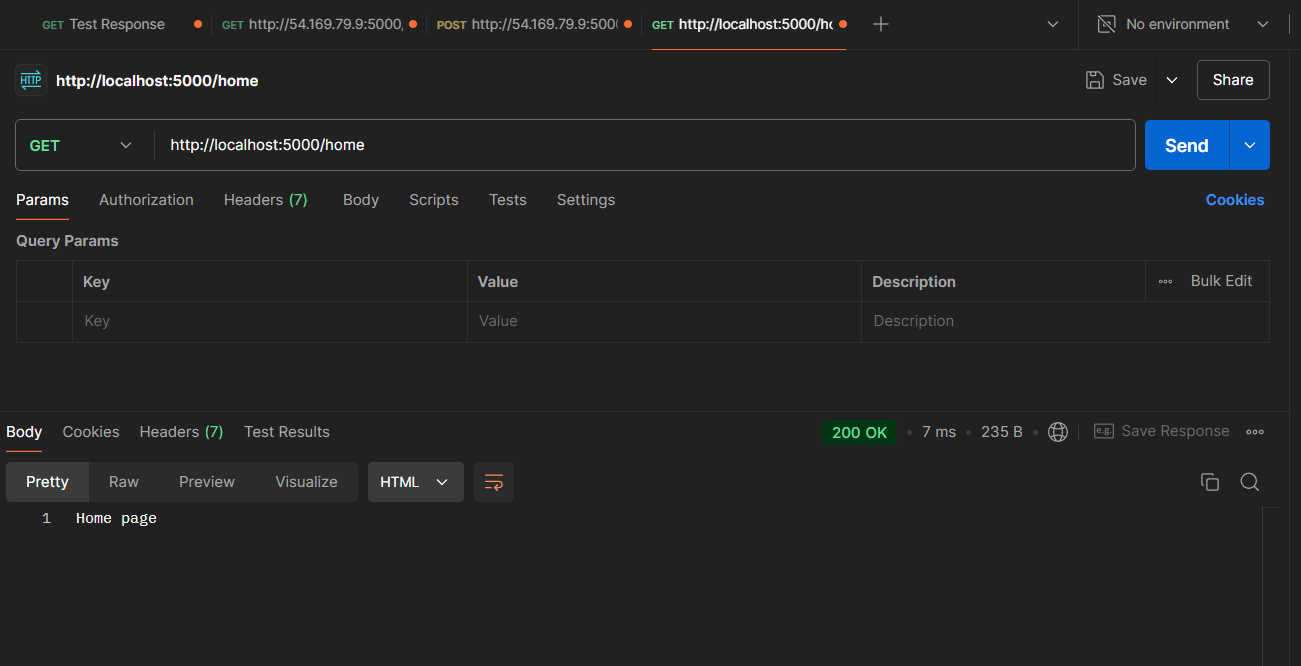 GET Test Response GET http://54.169.79.9:5000, POST http://54.169.79.9:500 GET http://localhost:5000/ho No environment
HTTP http://localhost:5000/home Save Share
GET http://localhost:5000/home Send
Params Authorization Headers (7) Body Scripts Tests Settings Cookies
Query Params
Key Value Description Bulk Edit
Key Value Description
Body Cookies Headers (7) Test Results 200 OK 7 ms 235 B e.g. Save Response
Pretty Raw Preview Visualize HTML
1 Home page